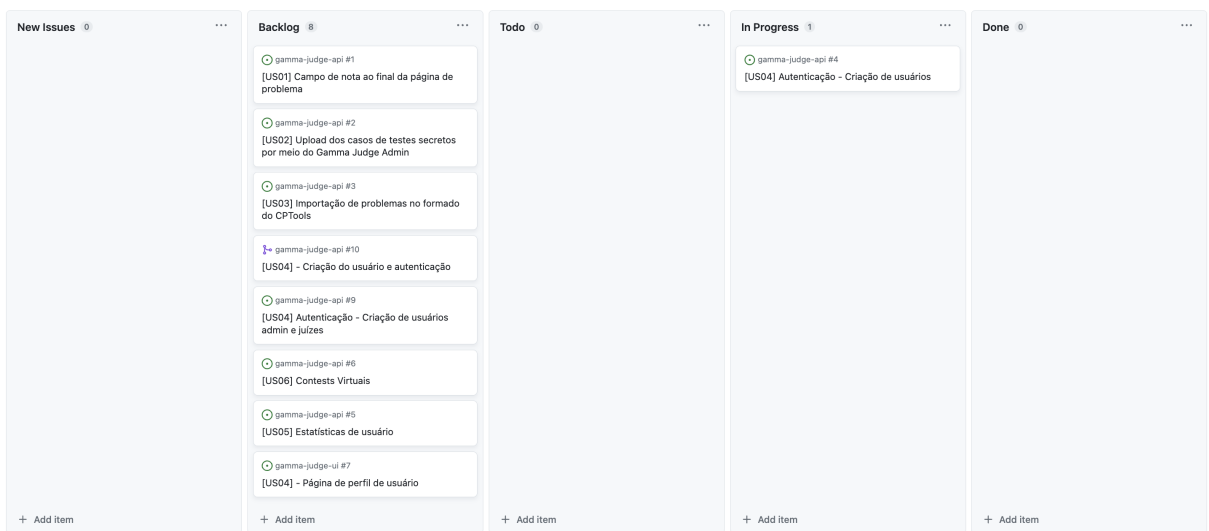 New Issues 0 ...
Backlog 8 ...
gamma-judge-api #1
[US01] Campo de nota ao final da página de
problema
gamma-judge-api #2
[US02] Upload dos casos de testes secretos
por meio do Gamma Judge Admin
gamma-judge-api #3
[US03] Importação de problemas no formado
do CPTools
gamma-judge-api #10
[US04] - Criação do usuário e autenticação
gamma-judge-api #9
[US04] Autenticação - Criação de usuários
admin e juízes
gamma-judge-api #6
[US06] Contests Virtuais
gamma-judge-api #5
[US05] Estatísticas de usuário
gamma-judge-ui #7
[US04] - Página de perfil de usuário
Todo 0 ...
In Progress 1 ...
gamma-judge-api #4
[US04] Autenticação - Criação de usuários
Done 0 ...
+ Add item
+ Add item
+ Add item
+ Add item
+ Add item